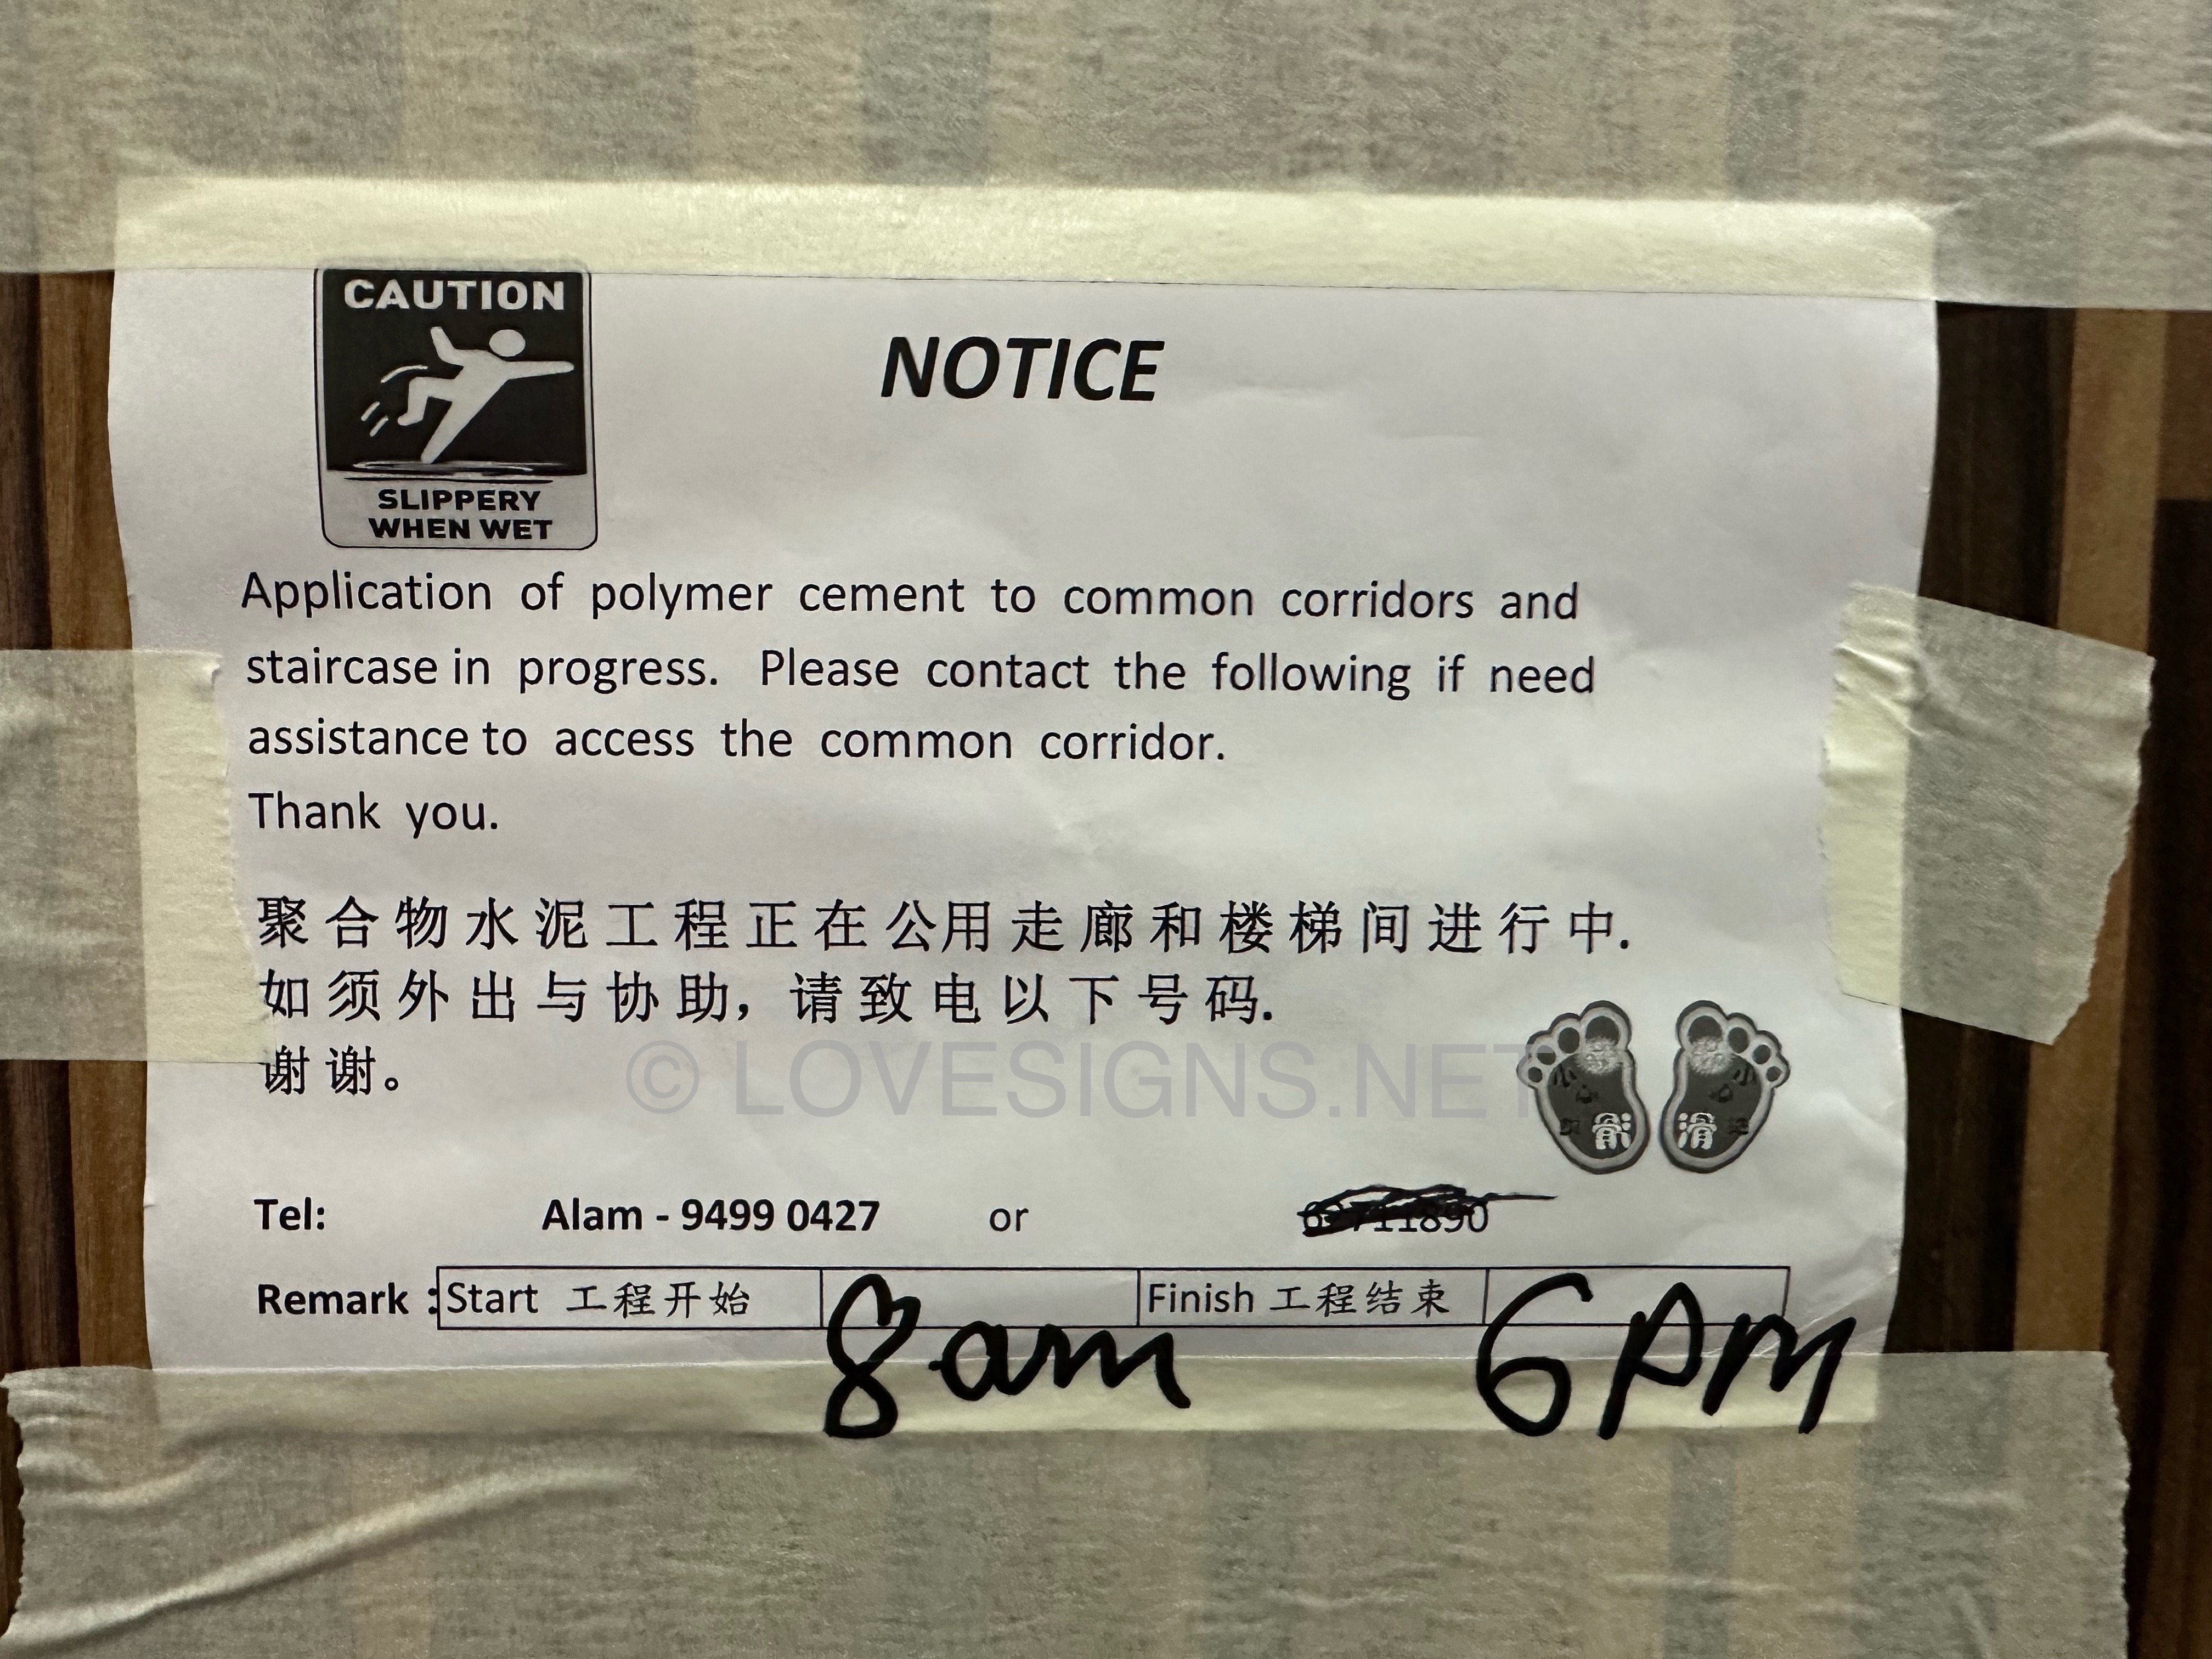 CAUTION
SLIPPERY
WHEN WET
NOTICE
Application of polymer cement to common corridors and
staircase in progress. Please contact the following if need
assistance to access the common corridor.
Thank you.
聚合物水泥工程正在公用走廊和楼梯间进行中.
如须外出与协助，请致电以下号码.
谢谢。
© LOVESIGNS.NET
滑
Tel: Alam - 9499 0427 or
Remark : Start 工程开始 8am Finish 工程结束 6pm